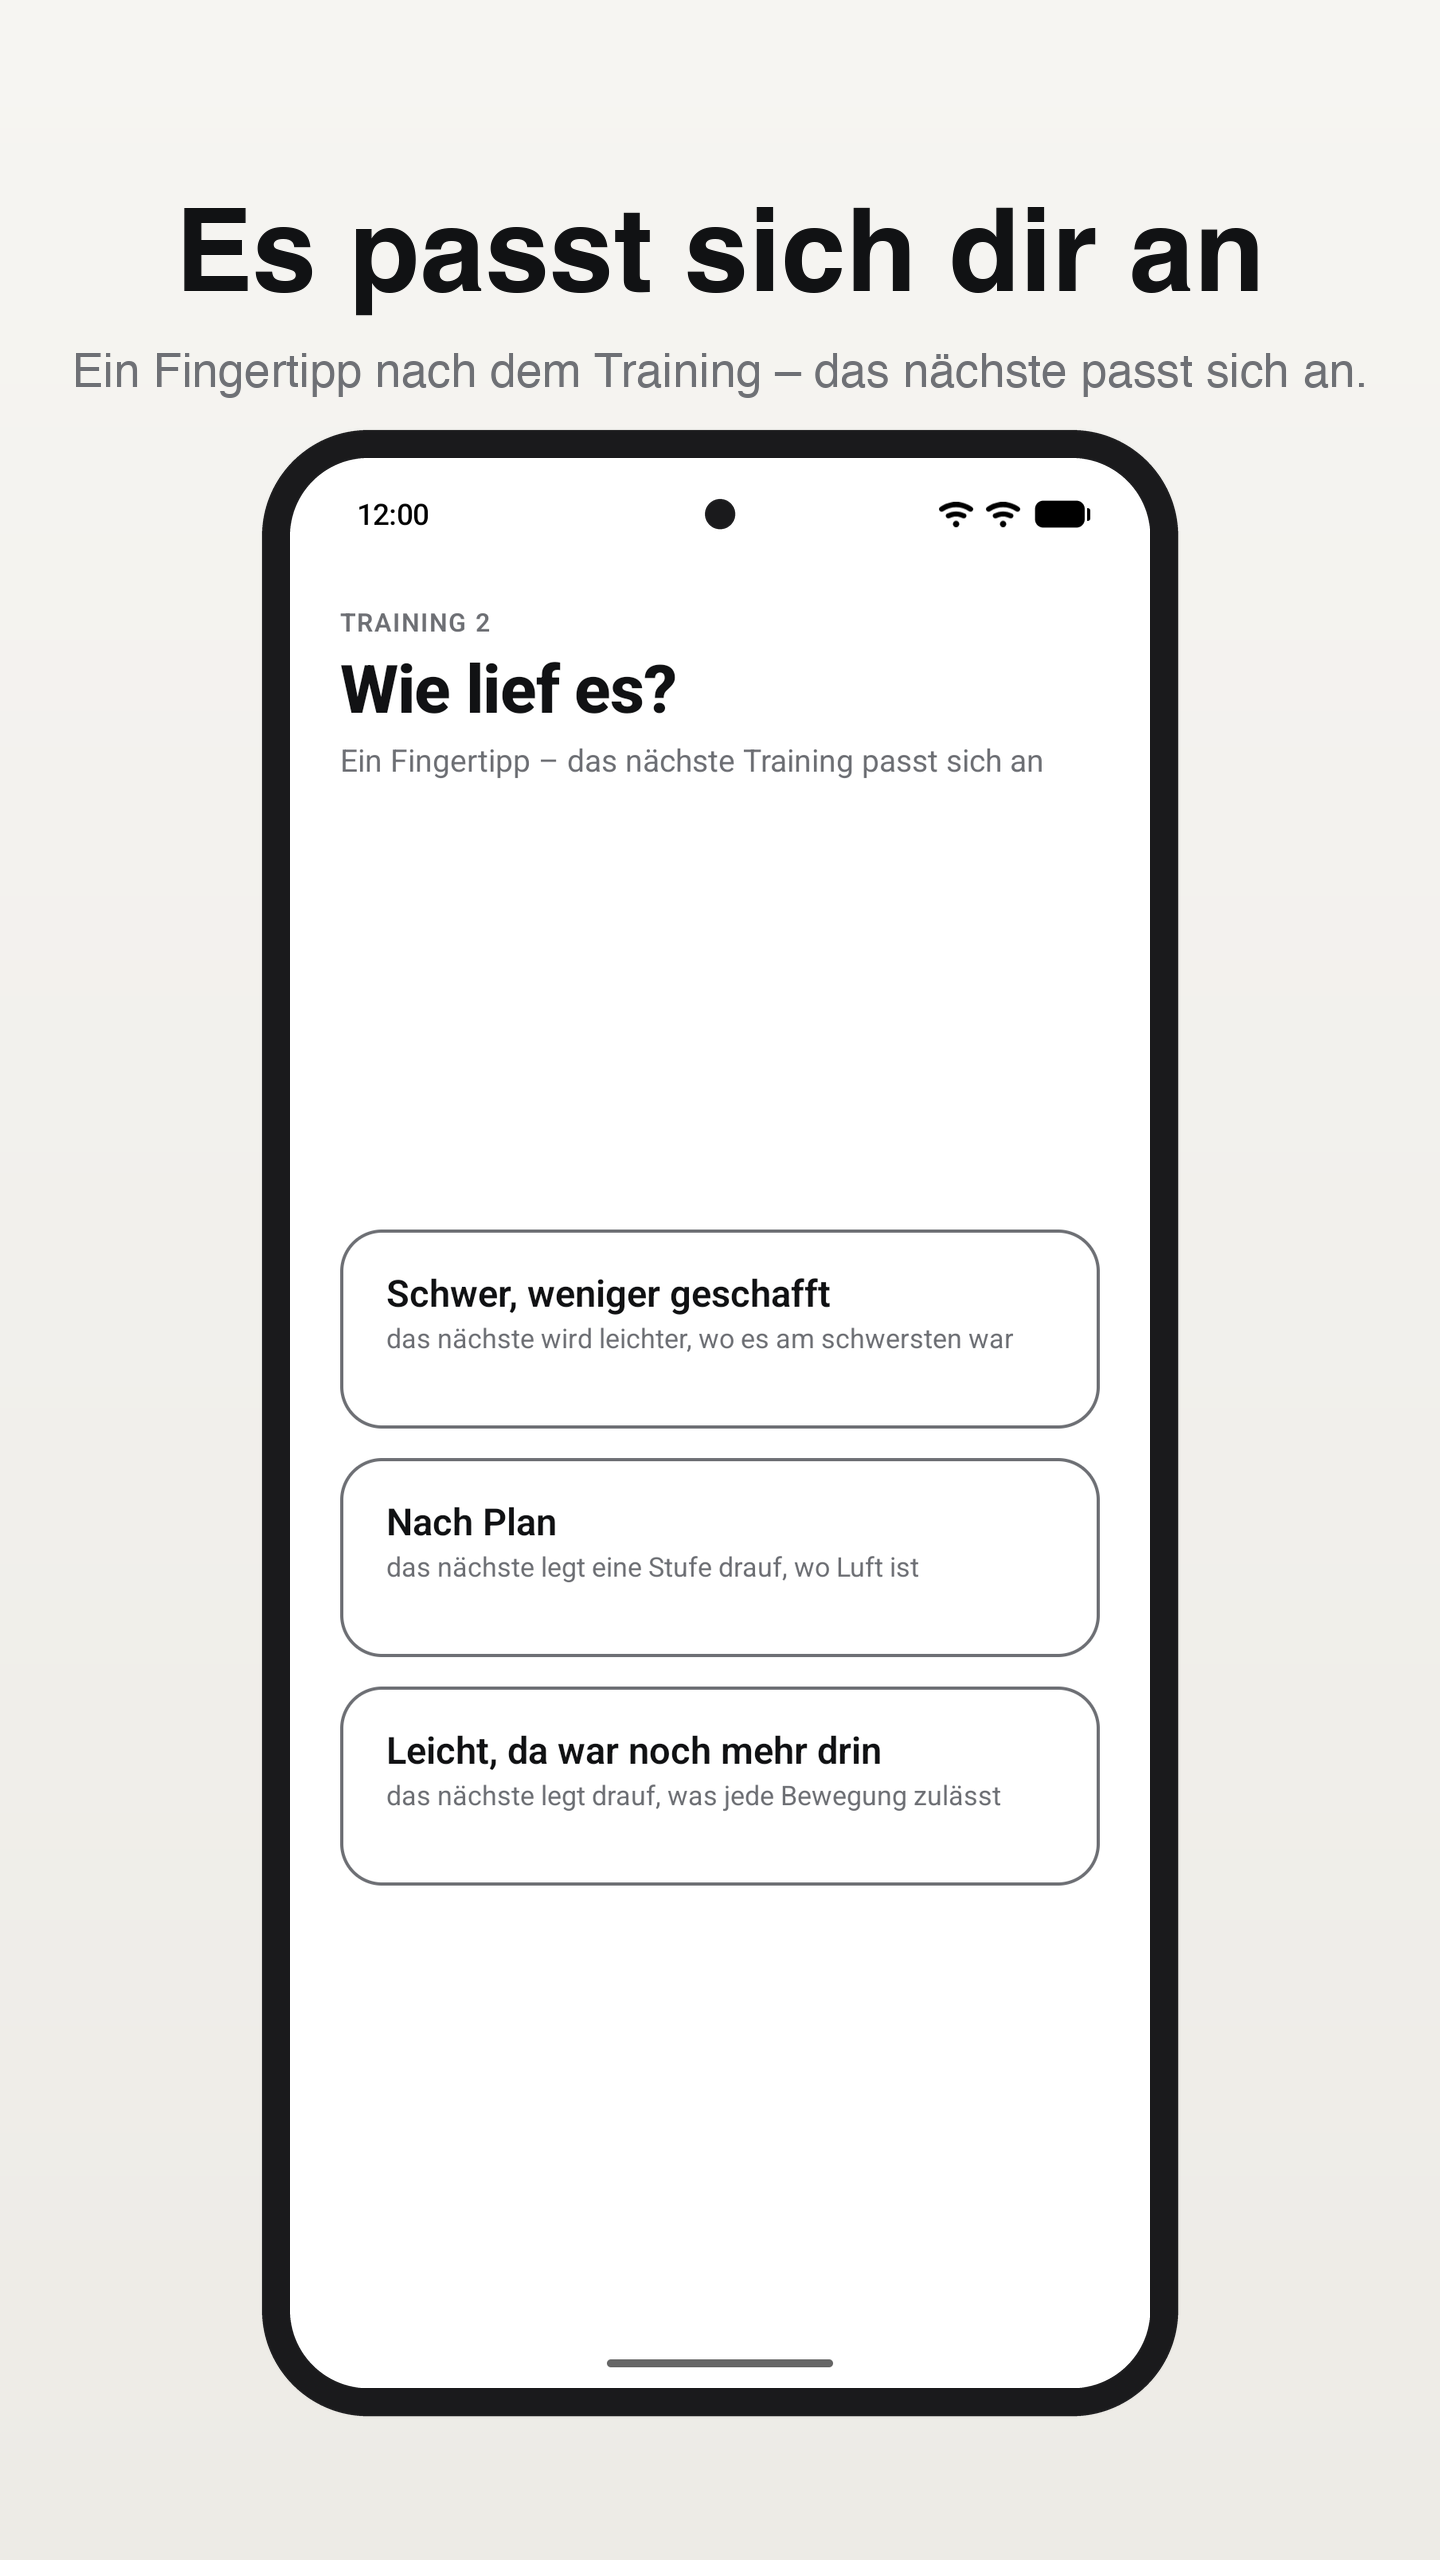 Es passt sich dir an
Ein Fingertipp nach dem Training – das nächste passt sich an.
12:00
TRAINING 2
Wie lief es?
Ein Fingertipp – das nächste Training passt sich an
Schwer, weniger geschafft
das nächste wird leichter, wo es am schwersten war
Nach Plan
das nächste legt eine Stufe drauf, wo Luft ist
Leicht, da war noch mehr drin
das nächste legt drauf, was jede Bewegung zulässt